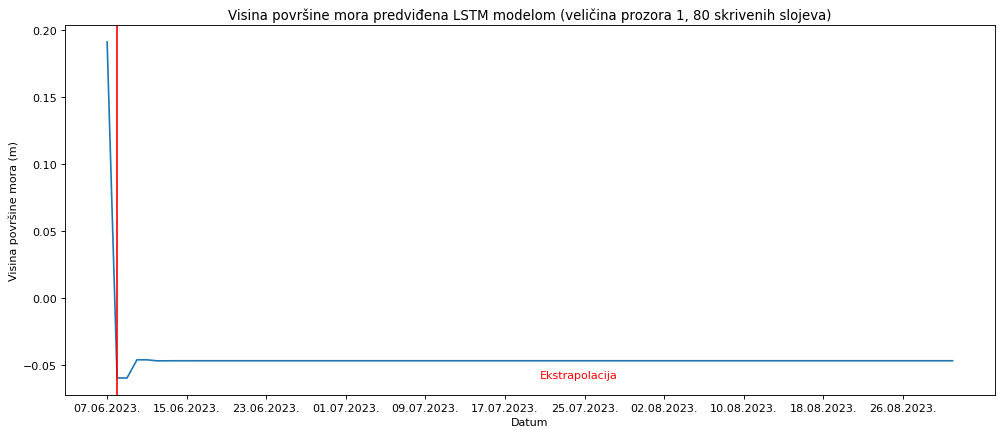 Visina površine mora predviđena LSTM modelom (veličina prozora 1, 80 skrivenih slojeva)
Visina površine mora (m)
0.20
0.15
0.10
0.05
0.00
−0.05
Ekstrapolacija
07.06.2023. 15.06.2023. 23.06.2023. 01.07.2023. 09.07.2023. 17.07.2023. 25.07.2023. 02.08.2023. 10.08.2023. 18.08.2023. 26.08.2023.
Datum